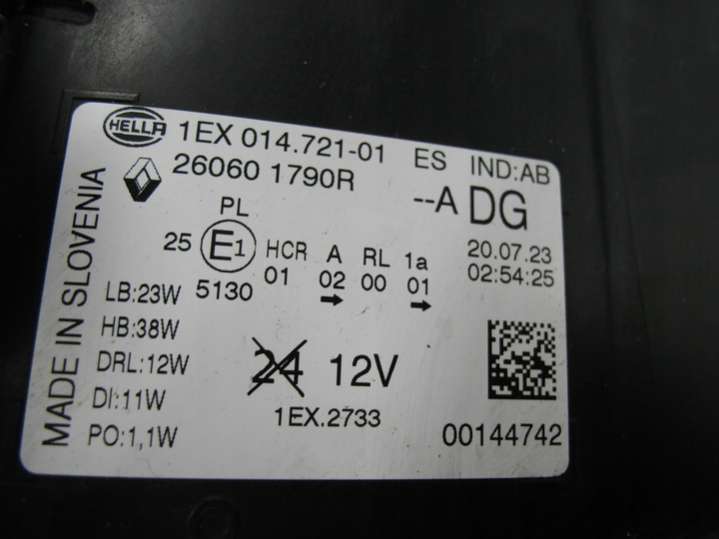 HELLA 1EX 014.721-01 ES IND:AB
26060 1790R --A DG
MADE IN SLOVENIA
PL
25 E1 HCR A RL 1a
01 02 00 01
5130
20.07.23
02:54:25
LB:23W
HB:38W
DRL:12W
DI:11W
PO:1,1W
24 12V
1EX.2733
00144742